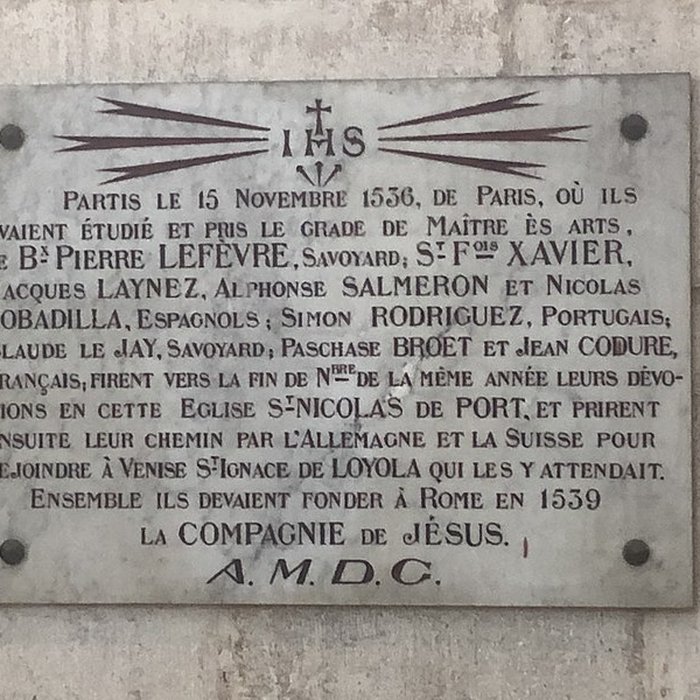 IHS
PARTIS LE 15 NOVEMBRE 1536, DE PARIS, OÙ ILS
VAIENT ÉTUDIÉ ET PRIS LE GRADE DE MAÎTRE ÈS ARTS,
E BX PIERRE LEFÈVRE, SAVOYARD; ST FOIS XAVIER,
ACQUES LAYNEZ, ALPHONSE SALMERON ET NICOLAS
OBADILLA, ESPAGNOLS; SIMON RODRIGUEZ, PORTUGAIS;
LAUDE LE JAY, SAVOYARD; PASCHASE BROET ET JEAN CODURE,
RANÇAIS; FIRENT VERS LA FIN DE NBRE DE LA MÊME ANNÉE LEURS DÉVO-
IONS EN CETTE EGLISE ST NICOLAS DE PORT, ET PRIRENT
NSUITE LEUR CHEMIN PAR L'ALLEMAGNE ET LA SUISSE POUR
EJOINDRE À VENISE ST IGNACE DE LOYOLA QUI LES Y ATTENDAIT.
ENSEMBLE ILS DEVAIENT FONDER À ROME EN 1539
LA COMPAGNIE DE JÉSUS.
A.M.D.G.